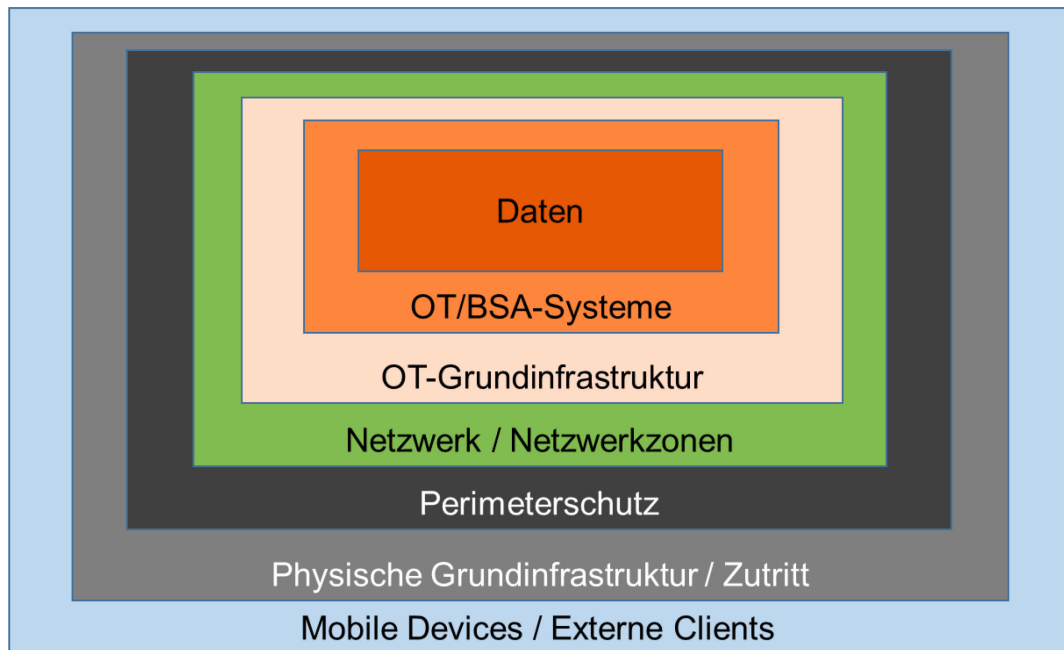 Daten
OT/BSA-Systeme
OT-Grundinfrastruktur
Netzwerk / Netzwerkzonen
Perimeterschutz
Physische Grundinfrastruktur / Zutritt
Mobile Devices / Externe Clients